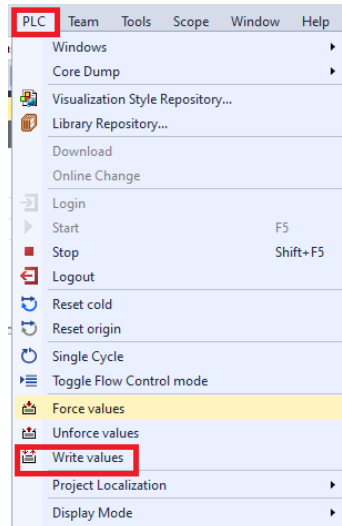 PLC Team Tools Scope Window Help
Windows
Core Dump
Visualization Style Repository...
Library Repository...
Download
Online Change
Login
Start F5
Stop Shift+F5
Logout
Reset cold
Reset origin
Single Cycle
Toggle Flow Control mode
Force values
Unforce values
Write values
Project Localization
Display Mode